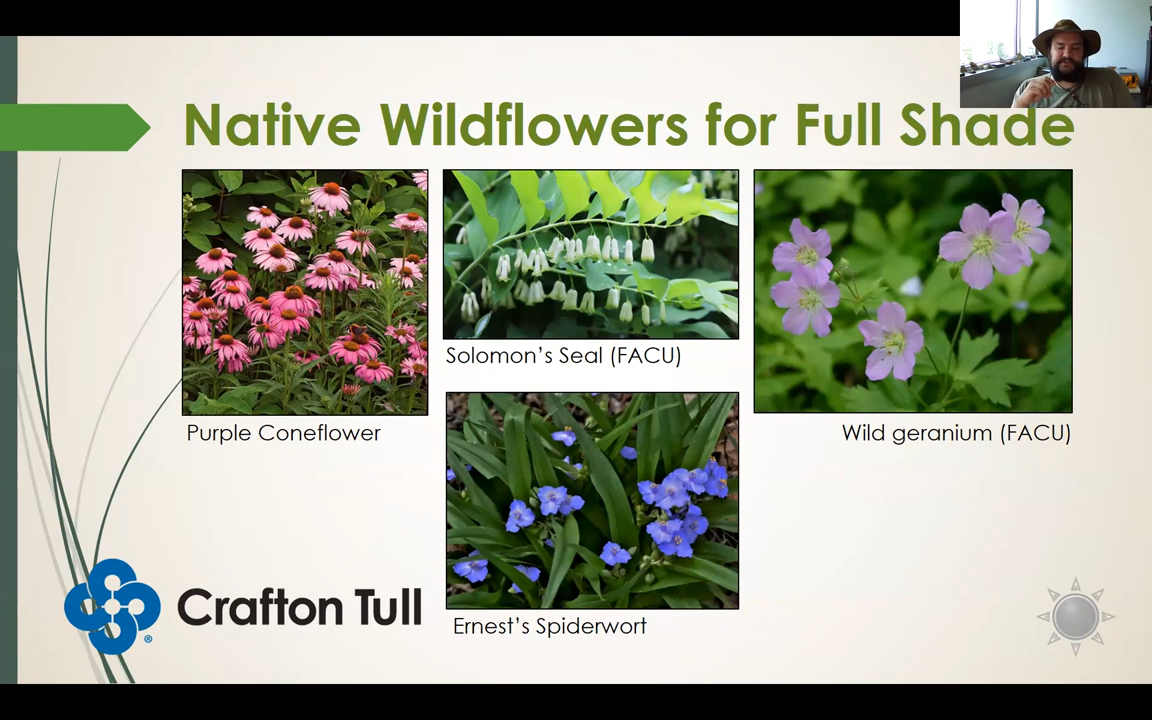 Native Wildflowers for Full Shade
Solomon's Seal (FACU)
Purple Coneflower
Wild geranium (FACU)
Crafton Tull
®
Ernest's Spiderwort